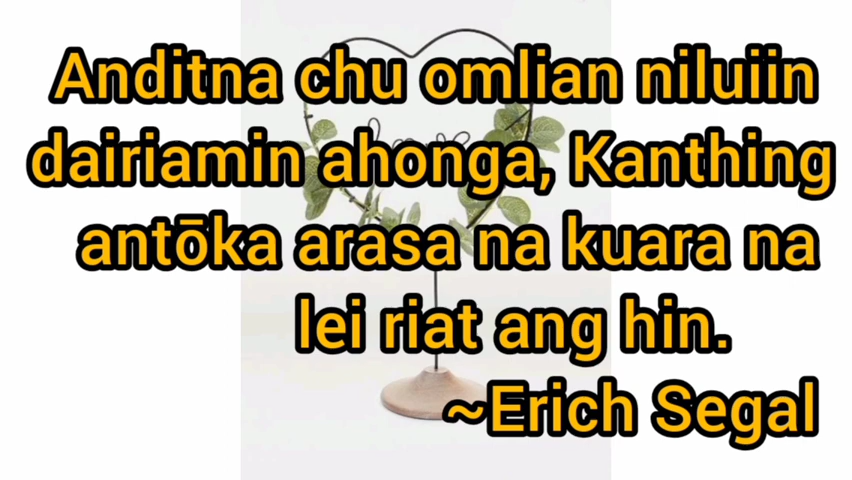 Anditna chu omlian niluiin
dairiamin ahonga, Kanthing
antōka arasa na kuara na
lei riat ang hin.
~Erich Segal